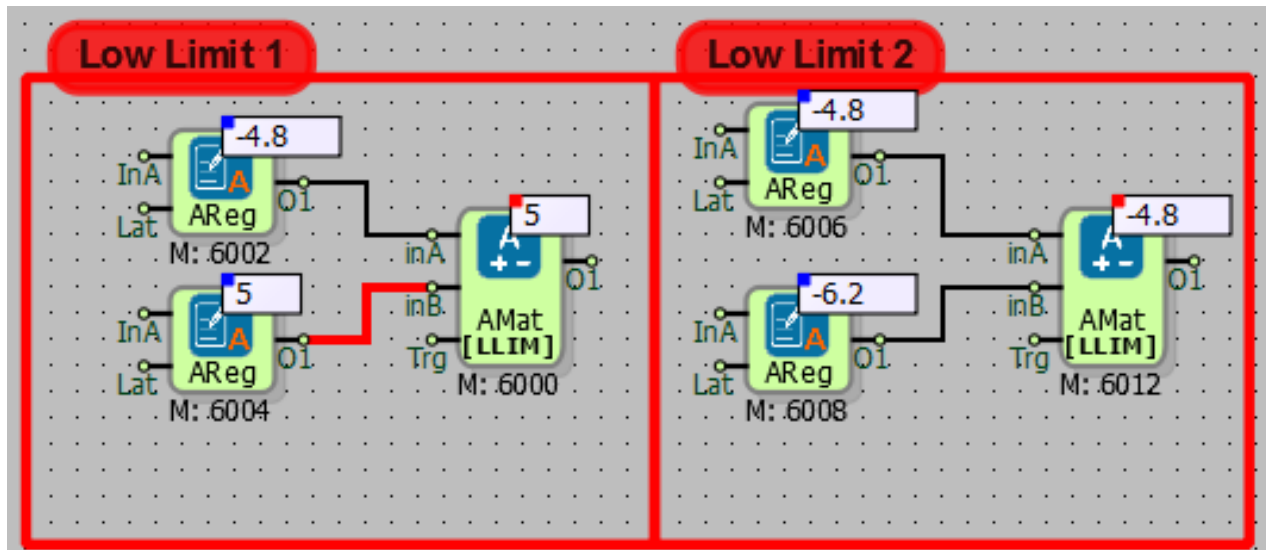 Low Limit 1
-4.8
InA
A
O1
Lat
AReg
M: 6002
5
InA
A
O1
Lat
AReg
M: 6004
5
inA
A
+ -
O1
inB
AMat
Trg
[LLIM]
M: 6000
Low Limit 2
-4.8
InA
A
O1
Lat
AReg
M: 6006
-6.2
InA
A
O1
Lat
AReg
M: 6008
-4.8
inA
A
+ -
O1
inB
AMat
Trg
[LLIM]
M: 6012